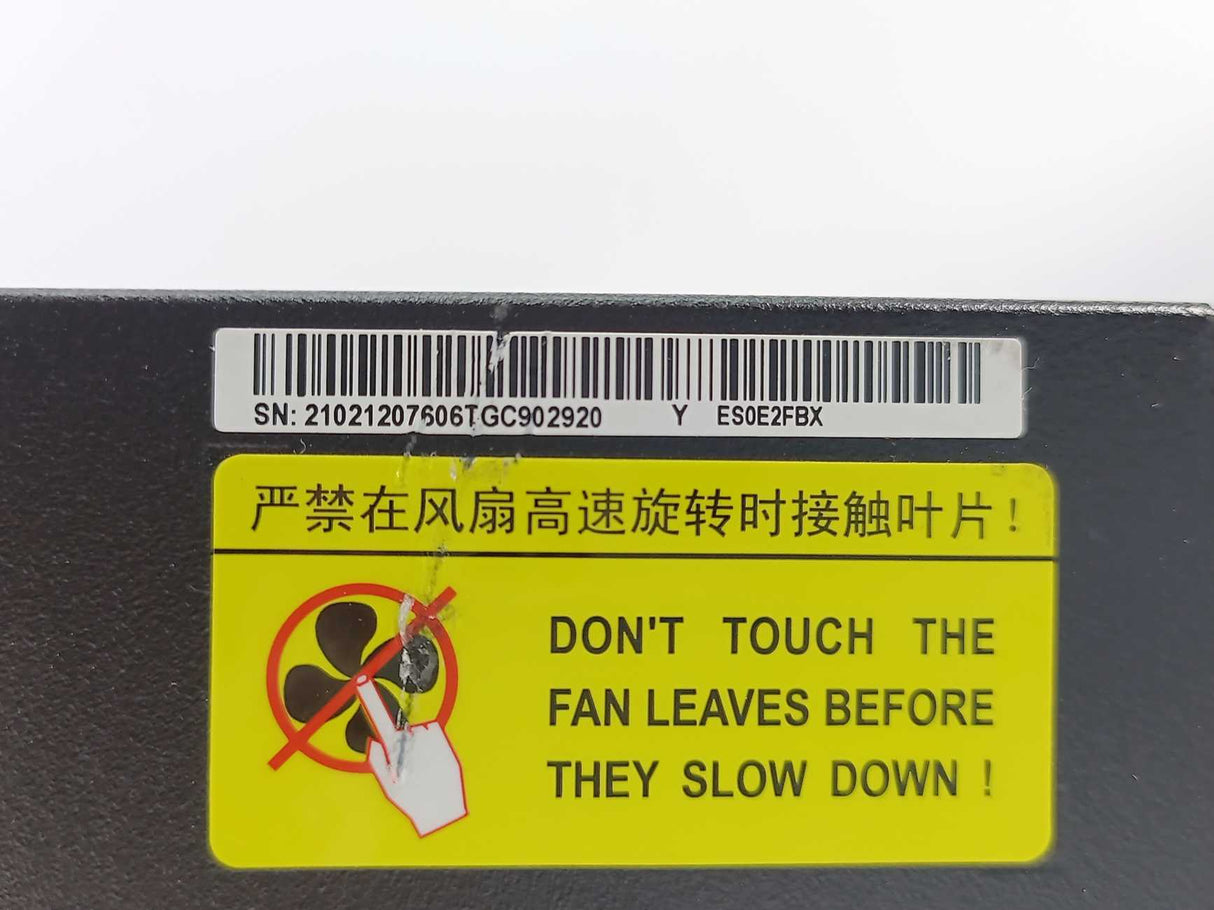 SN: 21021207606TGC902920 Y ES0E2FBX
严禁在风扇高速旋转时接触叶片！
DON'T TOUCH THE
FAN LEAVES BEFORE
THEY SLOW DOWN !